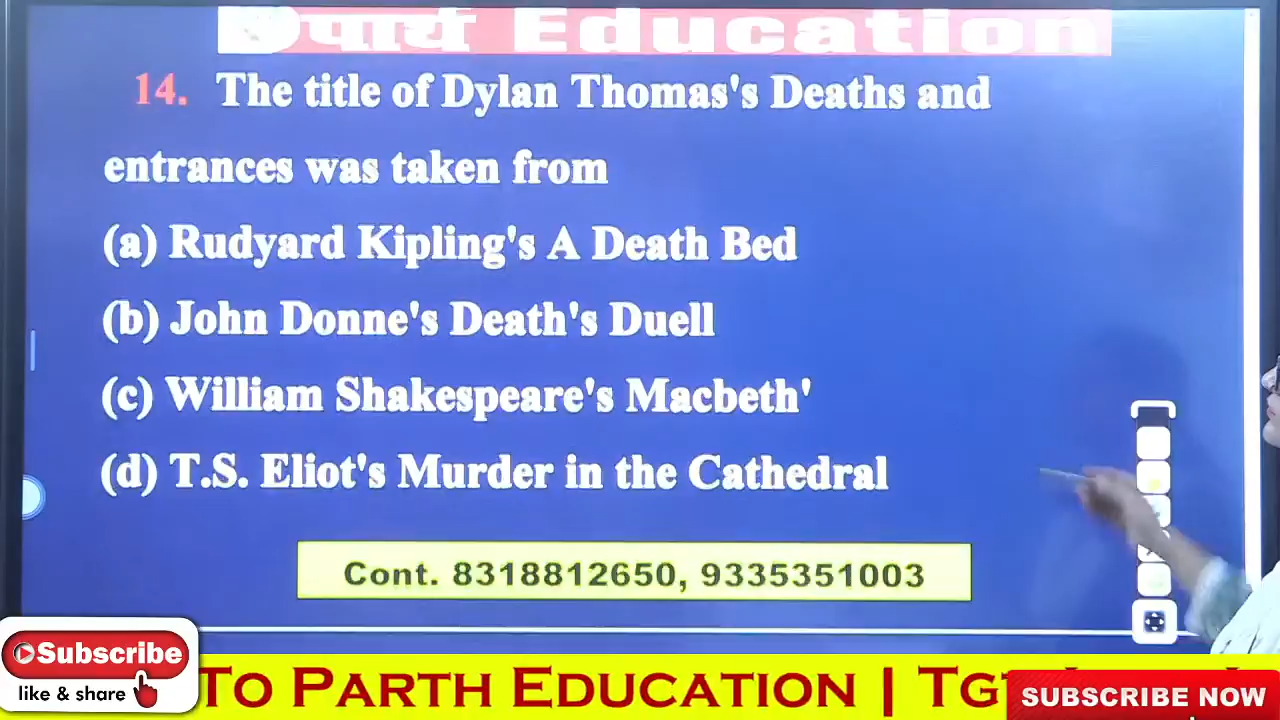 पार्थ Education
14. The title of Dylan Thomas's Deaths and
entrances was taken from
(a) Rudyard Kipling's A Death Bed
(b) John Donne's Death's Duell
(c) William Shakespeare's Macbeth'
(d) T.S. Eliot's Murder in the Cathedral
Cont. 8318812650, 9335351003
Subscribe
like & share
To Parth Education |
SUBSCRIBE NOW